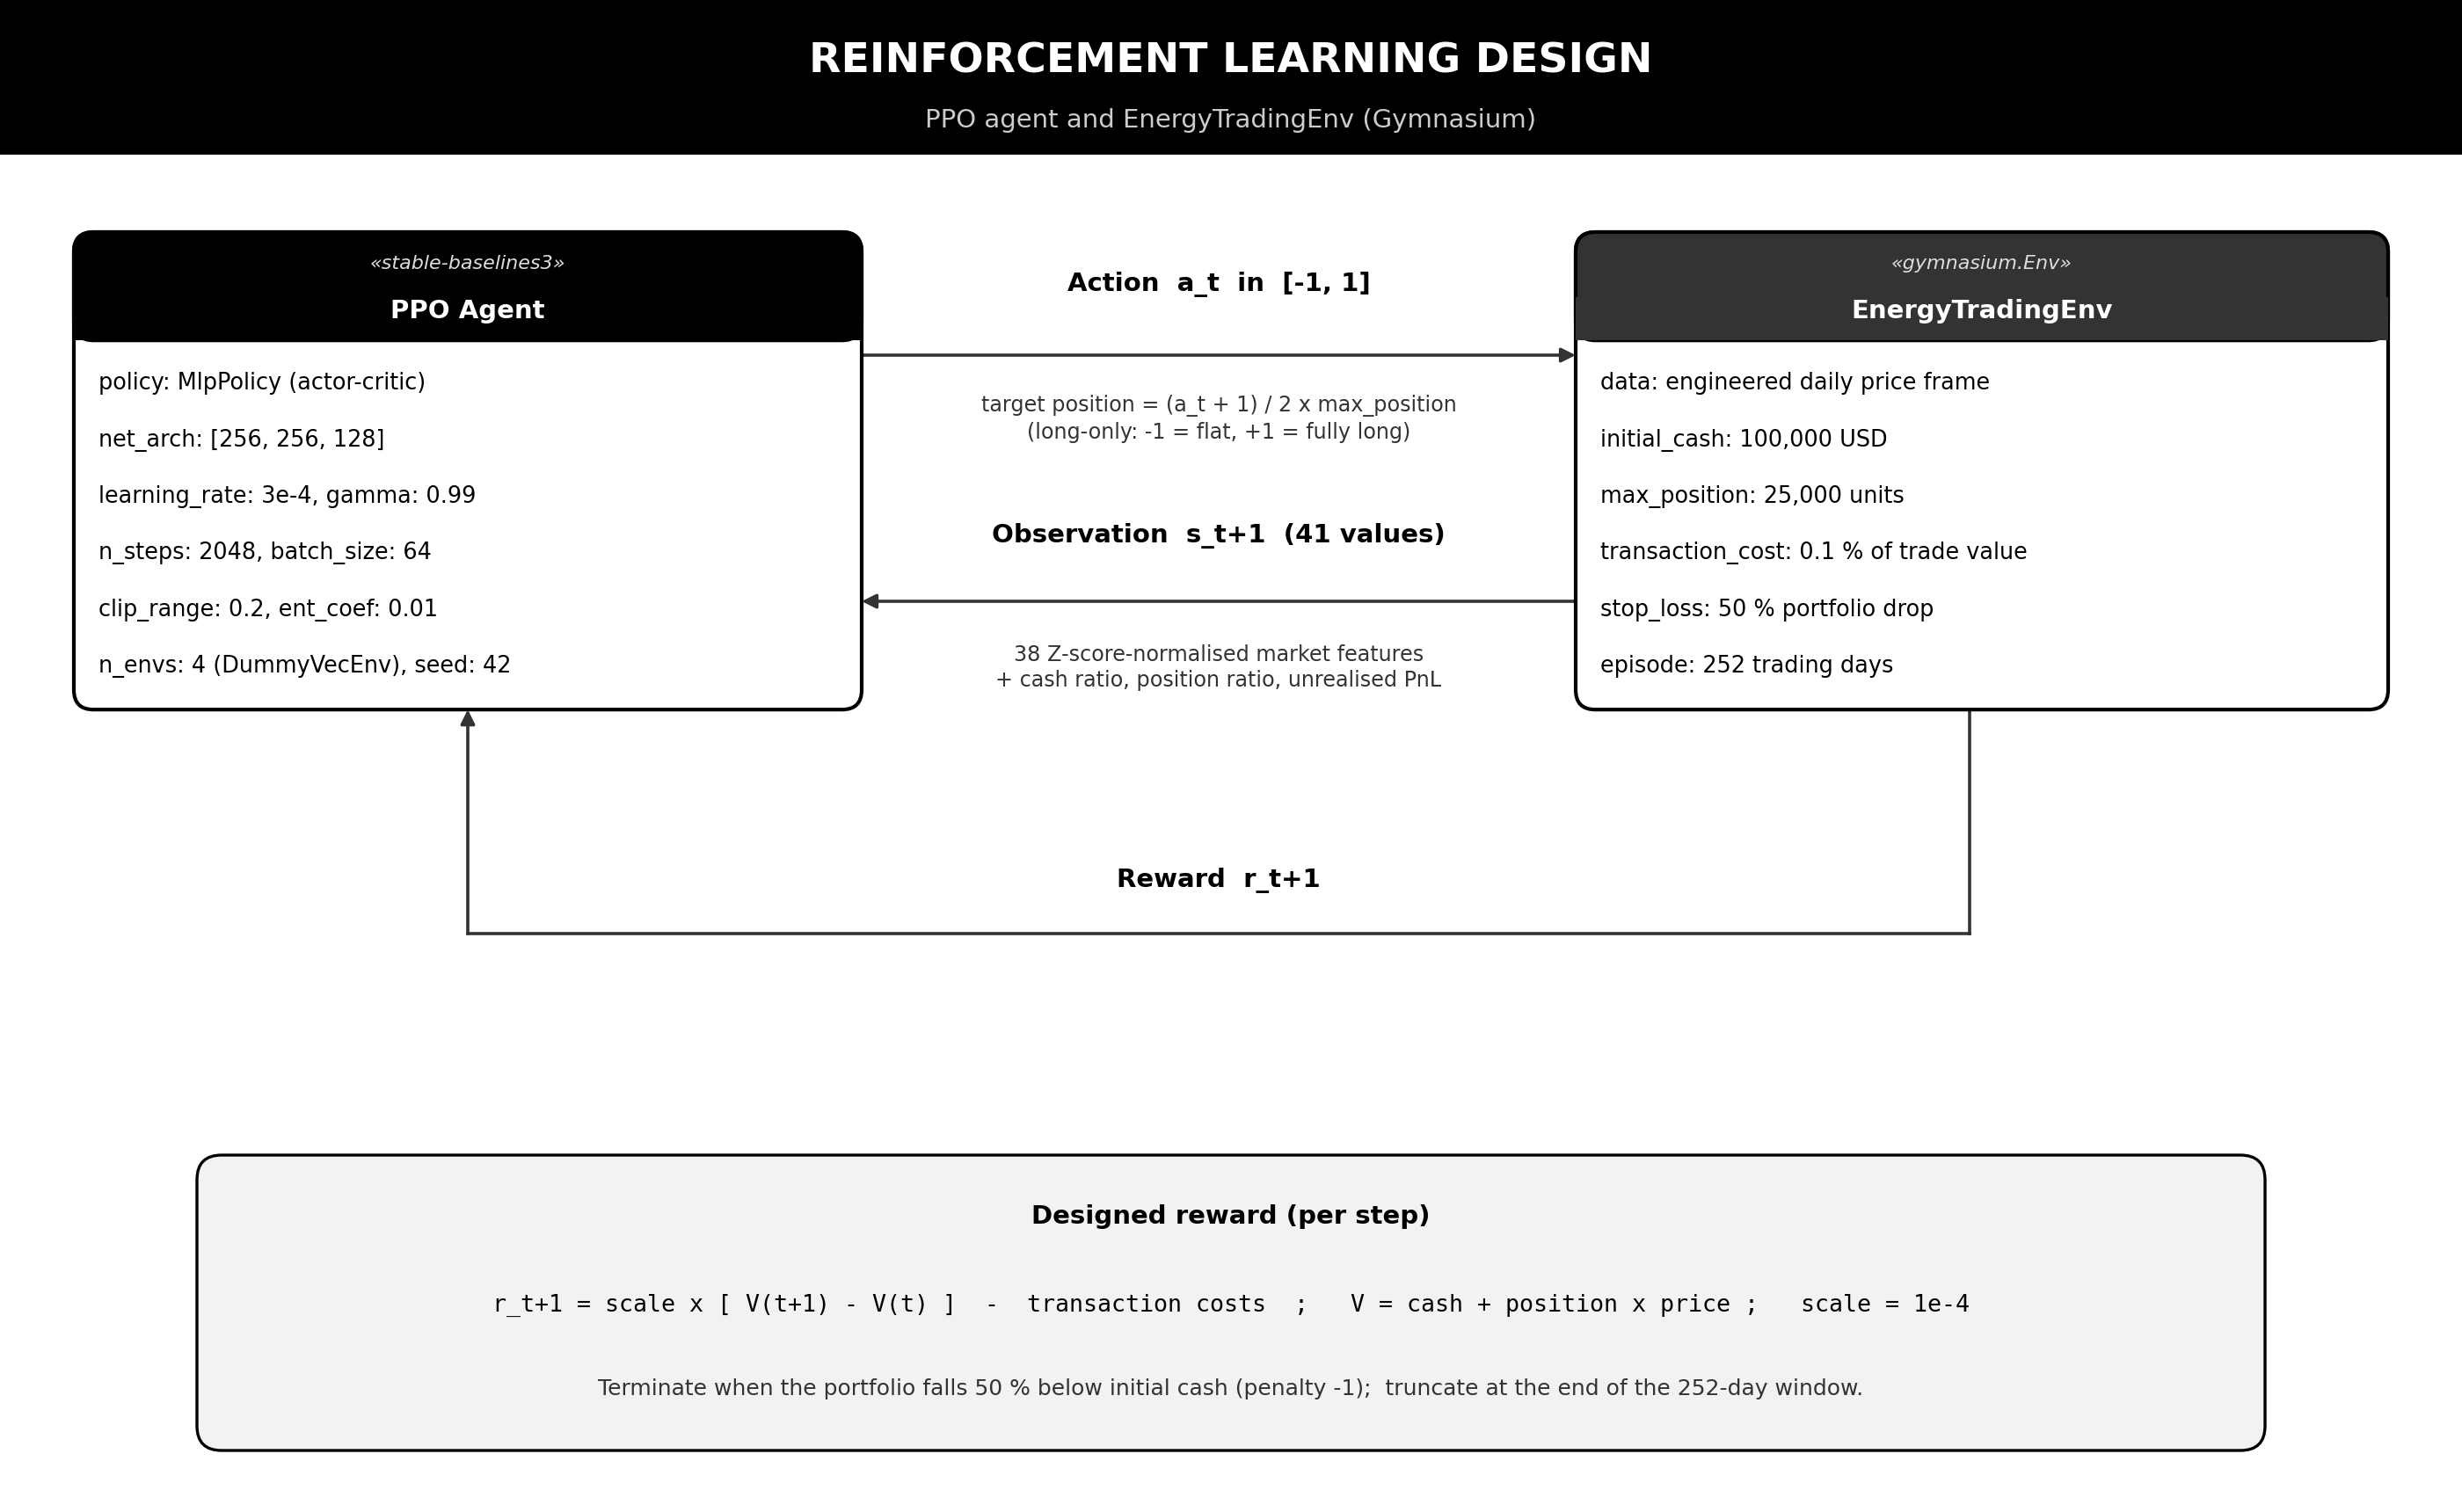 REINFORCEMENT LEARNING DESIGN
PPO agent and EnergyTradingEnv (Gymnasium)
«stable-baselines3»
PPO Agent
policy: MlpPolicy (actor-critic)
net_arch: [256, 256, 128]
learning_rate: 3e-4, gamma: 0.99
n_steps: 2048, batch_size: 64
clip_range: 0.2, ent_coef: 0.01
n_envs: 4 (DummyVecEnv), seed: 42
Action a_t in [-1, 1]
target position = (a_t + 1) / 2 x max_position
(long-only: -1 = flat, +1 = fully long)
Observation s_t+1 (41 values)
38 Z-score-normalised market features
+ cash ratio, position ratio, unrealised PnL
«gymnasium.Env»
EnergyTradingEnv
data: engineered daily price frame
initial_cash: 100,000 USD
max_position: 25,000 units
transaction_cost: 0.1 % of trade value
stop_loss: 50 % portfolio drop
episode: 252 trading days
Reward r_t+1
Designed reward (per step)
r_t+1 = scale x [ V(t+1) - V(t) ] - transaction costs ; V = cash + position x price ; scale = 1e-4
Terminate when the portfolio falls 50 % below initial cash (penalty -1); truncate at the end of the 252-day window.